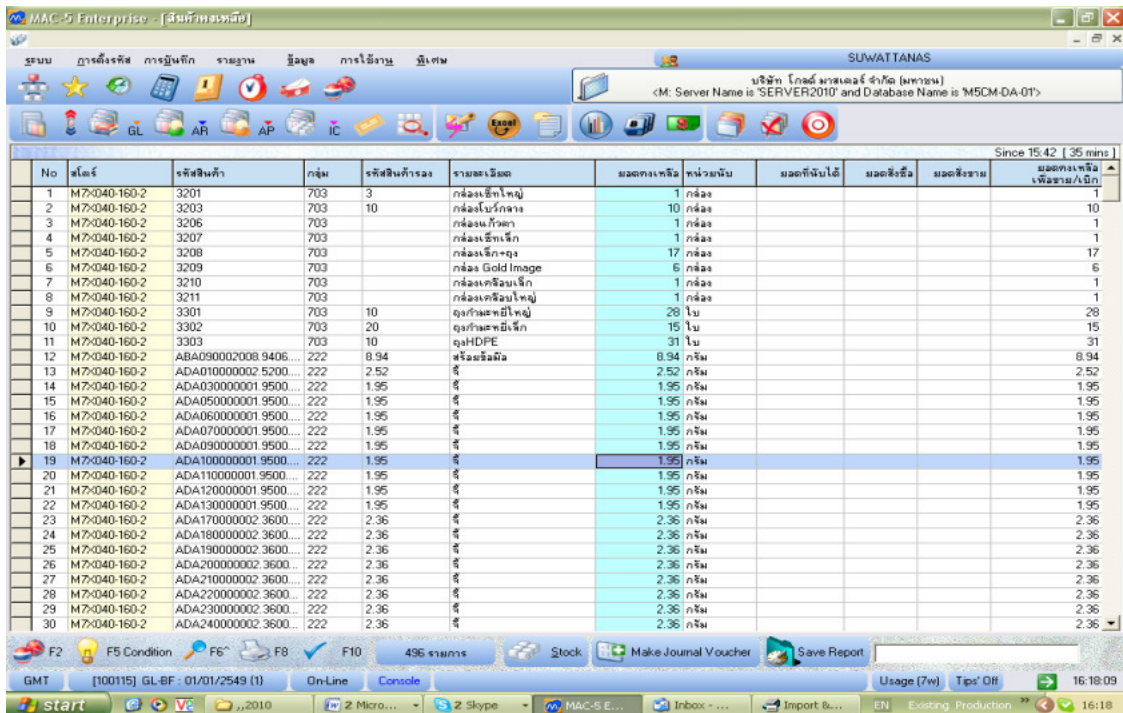 MAC-5 Enterprise - [สินค้าคงเหลือ]
ระบบ การตั้งรหัส การบันทึก รายงาน ข้อมูล การใช้งาน พิเศษ SUWATTANAS
บริษัท โกลด์ มาสเตอร์ จำกัด (มหาชน)
<M: Server Name is 'SERVER2010' and Database Name is 'M5CM-DA-01'>
GL AR AP IC Excel
Since 15:42 [ 35 mins ]
No สโตร์ รหัสสินค้า กลุ่ม รหัสสินค้ารอง รายละเอียด ยอดคงเหลือ หน่วยนับ ยอดที่นับได้ ยอดสั่งซื้อ ยอดสั่งขาย ยอดคงเหลือ
เพื่อขาย/เบิก
1 M7X040-160-2 3201 703 3 กล่องเซ็ทใหญ่ 1 กล่อง 1
2 M7X040-160-2 3203 703 10 กล่องโบว์กลาง 10 กล่อง 10
3 M7X040-160-2 3206 703 กล่องแก้วตา 1 กล่อง 1
4 M7X040-160-2 3207 703 กล่องเซ็ทเล็ก 1 กล่อง 1
5 M7X040-160-2 3208 703 กล่องเล็ก+ถุง 17 กล่อง 17
6 M7X040-160-2 3209 703 กล่อง Gold Image 6 กล่อง 6
7 M7X040-160-2 3210 703 กล่องเคลือบเล็ก 1 กล่อง 1
8 M7X040-160-2 3211 703 กล่องเคลือบใหญ่ 1 กล่อง 1
9 M7X040-160-2 3301 703 10 ถุงกำมะหยี่ใหญ่ 28 ใบ 28
10 M7X040-160-2 3302 703 20 ถุงกำมะหยี่เล็ก 15 ใบ 15
11 M7X040-160-2 3303 703 10 ถุงHDPE 31 ใบ 31
12 M7X040-160-2 ABA090002008.9406.... 222 8.94 สร้อยข้อมือ 8.94 กรัม 8.94
13 M7X040-160-2 ADA010000002.5200.... 222 2.52 จี้ 2.52 กรัม 2.52
14 M7X040-160-2 ADA030000001.9500.... 222 1.95 จี้ 1.95 กรัม 1.95
15 M7X040-160-2 ADA050000001.9500.... 222 1.95 จี้ 1.95 กรัม 1.95
16 M7X040-160-2 ADA060000001.9500.... 222 1.95 จี้ 1.95 กรัม 1.95
17 M7X040-160-2 ADA070000001.9500.... 222 1.95 จี้ 1.95 กรัม 1.95
18 M7X040-160-2 ADA090000001.9500.... 222 1.95 จี้ 1.95 กรัม 1.95
19 M7X040-160-2 ADA100000001.9500.... 222 1.95 จี้ 1.95 กรัม 1.95
20 M7X040-160-2 ADA110000001.9500.... 222 1.95 จี้ 1.95 กรัม 1.95
21 M7X040-160-2 ADA120000001.9500.... 222 1.95 จี้ 1.95 กรัม 1.95
22 M7X040-160-2 ADA130000001.9500.... 222 1.95 จี้ 1.95 กรัม 1.95
23 M7X040-160-2 ADA170000002.3600.... 222 2.36 จี้ 2.36 กรัม 2.36
24 M7X040-160-2 ADA180000002.3600.... 222 2.36 จี้ 2.36 กรัม 2.36
25 M7X040-160-2 ADA190000002.3600.... 222 2.36 จี้ 2.36 กรัม 2.36
26 M7X040-160-2 ADA200000002.3600.... 222 2.36 จี้ 2.36 กรัม 2.36
27 M7X040-160-2 ADA210000002.3600.... 222 2.36 จี้ 2.36 กรัม 2.36
28 M7X040-160-2 ADA220000002.3600... 222 2.36 จี้ 2.36 กรัม 2.36
29 M7X040-160-2 ADA230000002.3600... 222 2.36 จี้ 2.36 กรัม 2.36
30 M7X040-160-2 ADA240000002.3600... 222 2.36 จี้ 2.36 กรัม 2.36
F2 F5 Condition F6^ F8 F10 496 รายการ Stock Make Journal Voucher Save Report
GMT [100115] GL-BF : 01/01/2549 (1) On-Line Console Usage (7w) Tips' Off 16:18:09
start ,,2010 2 Micro... 2 Skype MAC-5 E... Inbox - ... Import &... EN Existing Production 16:18